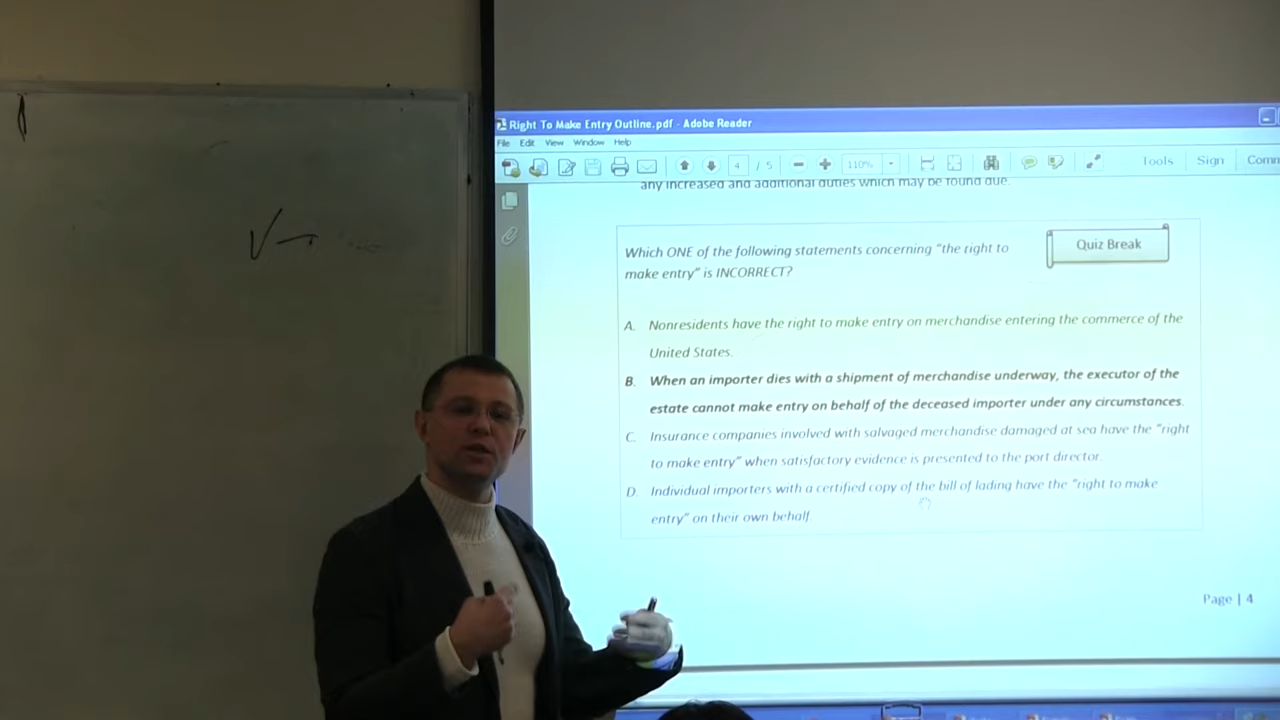 Right To Make Entry Outline.pdf - Adobe Reader
File Edit View Window Help
4 / 5 110% Tools Sign Comm
any increased and additional duties which may be found due.
Which ONE of the following statements concerning "the right to
make entry" is INCORRECT?
Quiz Break
A. Nonresidents have the right to make entry on merchandise entering the commerce of the
United States.
B. When an importer dies with a shipment of merchandise underway, the executor of the
estate cannot make entry on behalf of the deceased importer under any circumstances.
C. Insurance companies involved with salvaged merchandise damaged at sea have the "right
to make entry" when satisfactory evidence is presented to the port director.
D. Individual importers with a certified copy of the bill of lading have the "right to make
entry" on their own behalf.
Page | 4